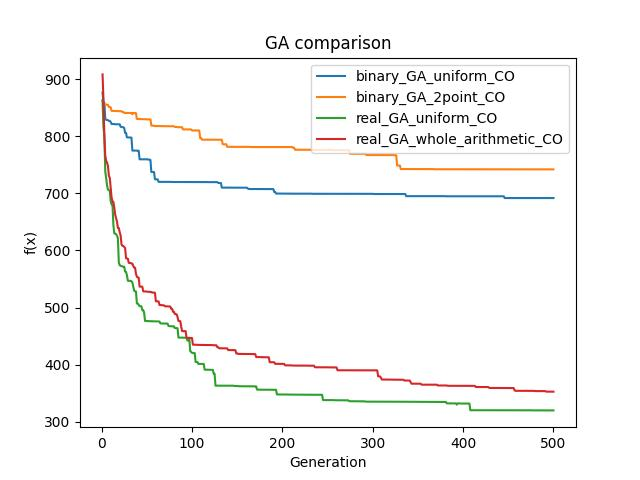 GA comparison
binary_GA_uniform_CO
binary_GA_2point_CO
real_GA_uniform_CO
real_GA_whole_arithmetic_CO
900
800
700
600
500
400
300
f(x)
0 100 200 300 400 500
Generation